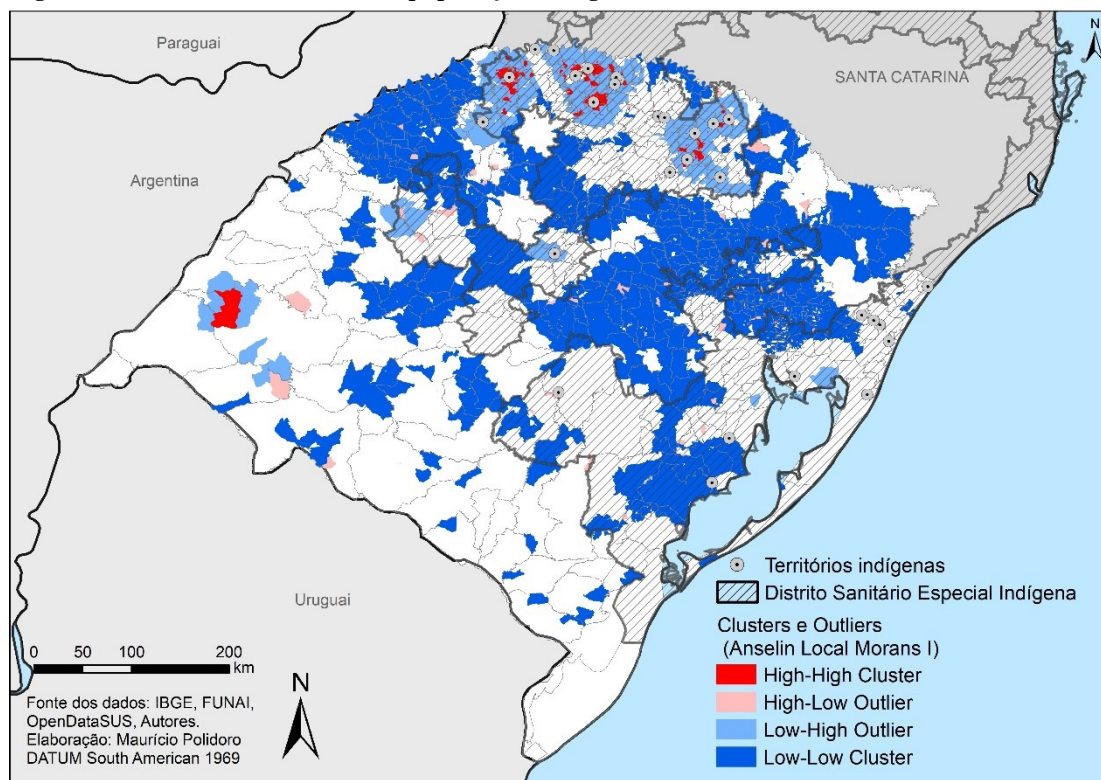 Paraguai
N
SANTA CATARINA
Argentina
Uruguai
Territórios indígenas
Distrito Sanitário Especial Indígena
Clusters e Outliers
(Anselin Local Morans I)
High-High Cluster
High-Low Outlier
Low-High Outlier
Low-Low Cluster
0 50 100 200
km
N
Fonte dos dados: IBGE, FUNAI,
OpenDataSUS, Autores.
Elaboração: Maurício Polidoro
DATUM South American 1969